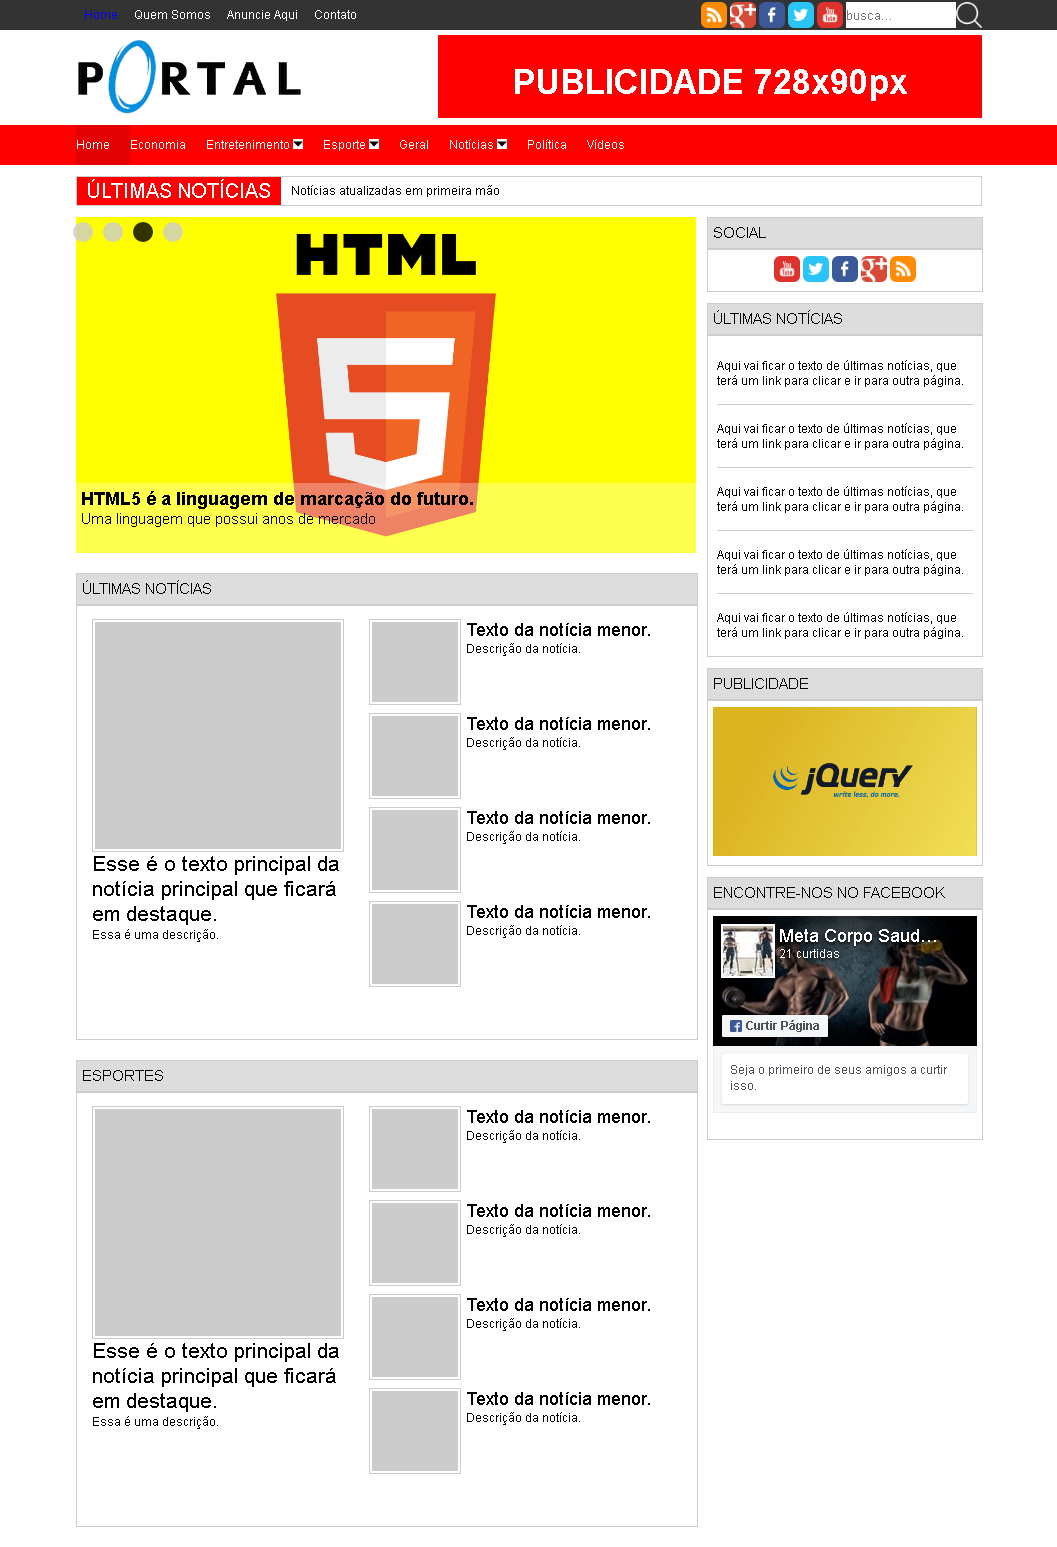 Home Quem Somos Anuncie Aqui Contato
busca...
PORTAL
PUBLICIDADE 728x90px
Home Economia Entretenimento Esporte Geral Notícias Política Vídeos
ÚLTIMAS NOTÍCIAS Notícias atualizadas em primeira mão
HTML
5
HTML5 é a linguagem de marcação do futuro.
Uma linguagem que possui anos de mercado
ÚLTIMAS NOTÍCIAS
Esse é o texto principal da
notícia principal que ficará
em destaque.
Essa é uma descrição.
Texto da notícia menor.
Descrição da notícia.
Texto da notícia menor.
Descrição da notícia.
Texto da notícia menor.
Descrição da notícia.
Texto da notícia menor.
Descrição da notícia.
ESPORTES
Esse é o texto principal da
notícia principal que ficará
em destaque.
Essa é uma descrição.
Texto da notícia menor.
Descrição da notícia.
Texto da notícia menor.
Descrição da notícia.
Texto da notícia menor.
Descrição da notícia.
Texto da notícia menor.
Descrição da notícia.
SOCIAL
ÚLTIMAS NOTÍCIAS
Aqui vai ficar o texto de últimas notícias, que
terá um link para clicar e ir para outra página.
Aqui vai ficar o texto de últimas notícias, que
terá um link para clicar e ir para outra página.
Aqui vai ficar o texto de últimas notícias, que
terá um link para clicar e ir para outra página.
Aqui vai ficar o texto de últimas notícias, que
terá um link para clicar e ir para outra página.
Aqui vai ficar o texto de últimas notícias, que
terá um link para clicar e ir para outra página.
PUBLICIDADE
jQuery
write less, do more.
ENCONTRE-NOS NO FACEBOOK
Meta Corpo Saud...
21 curtidas
Curtir Página
Seja o primeiro de seus amigos a curtir
isso.